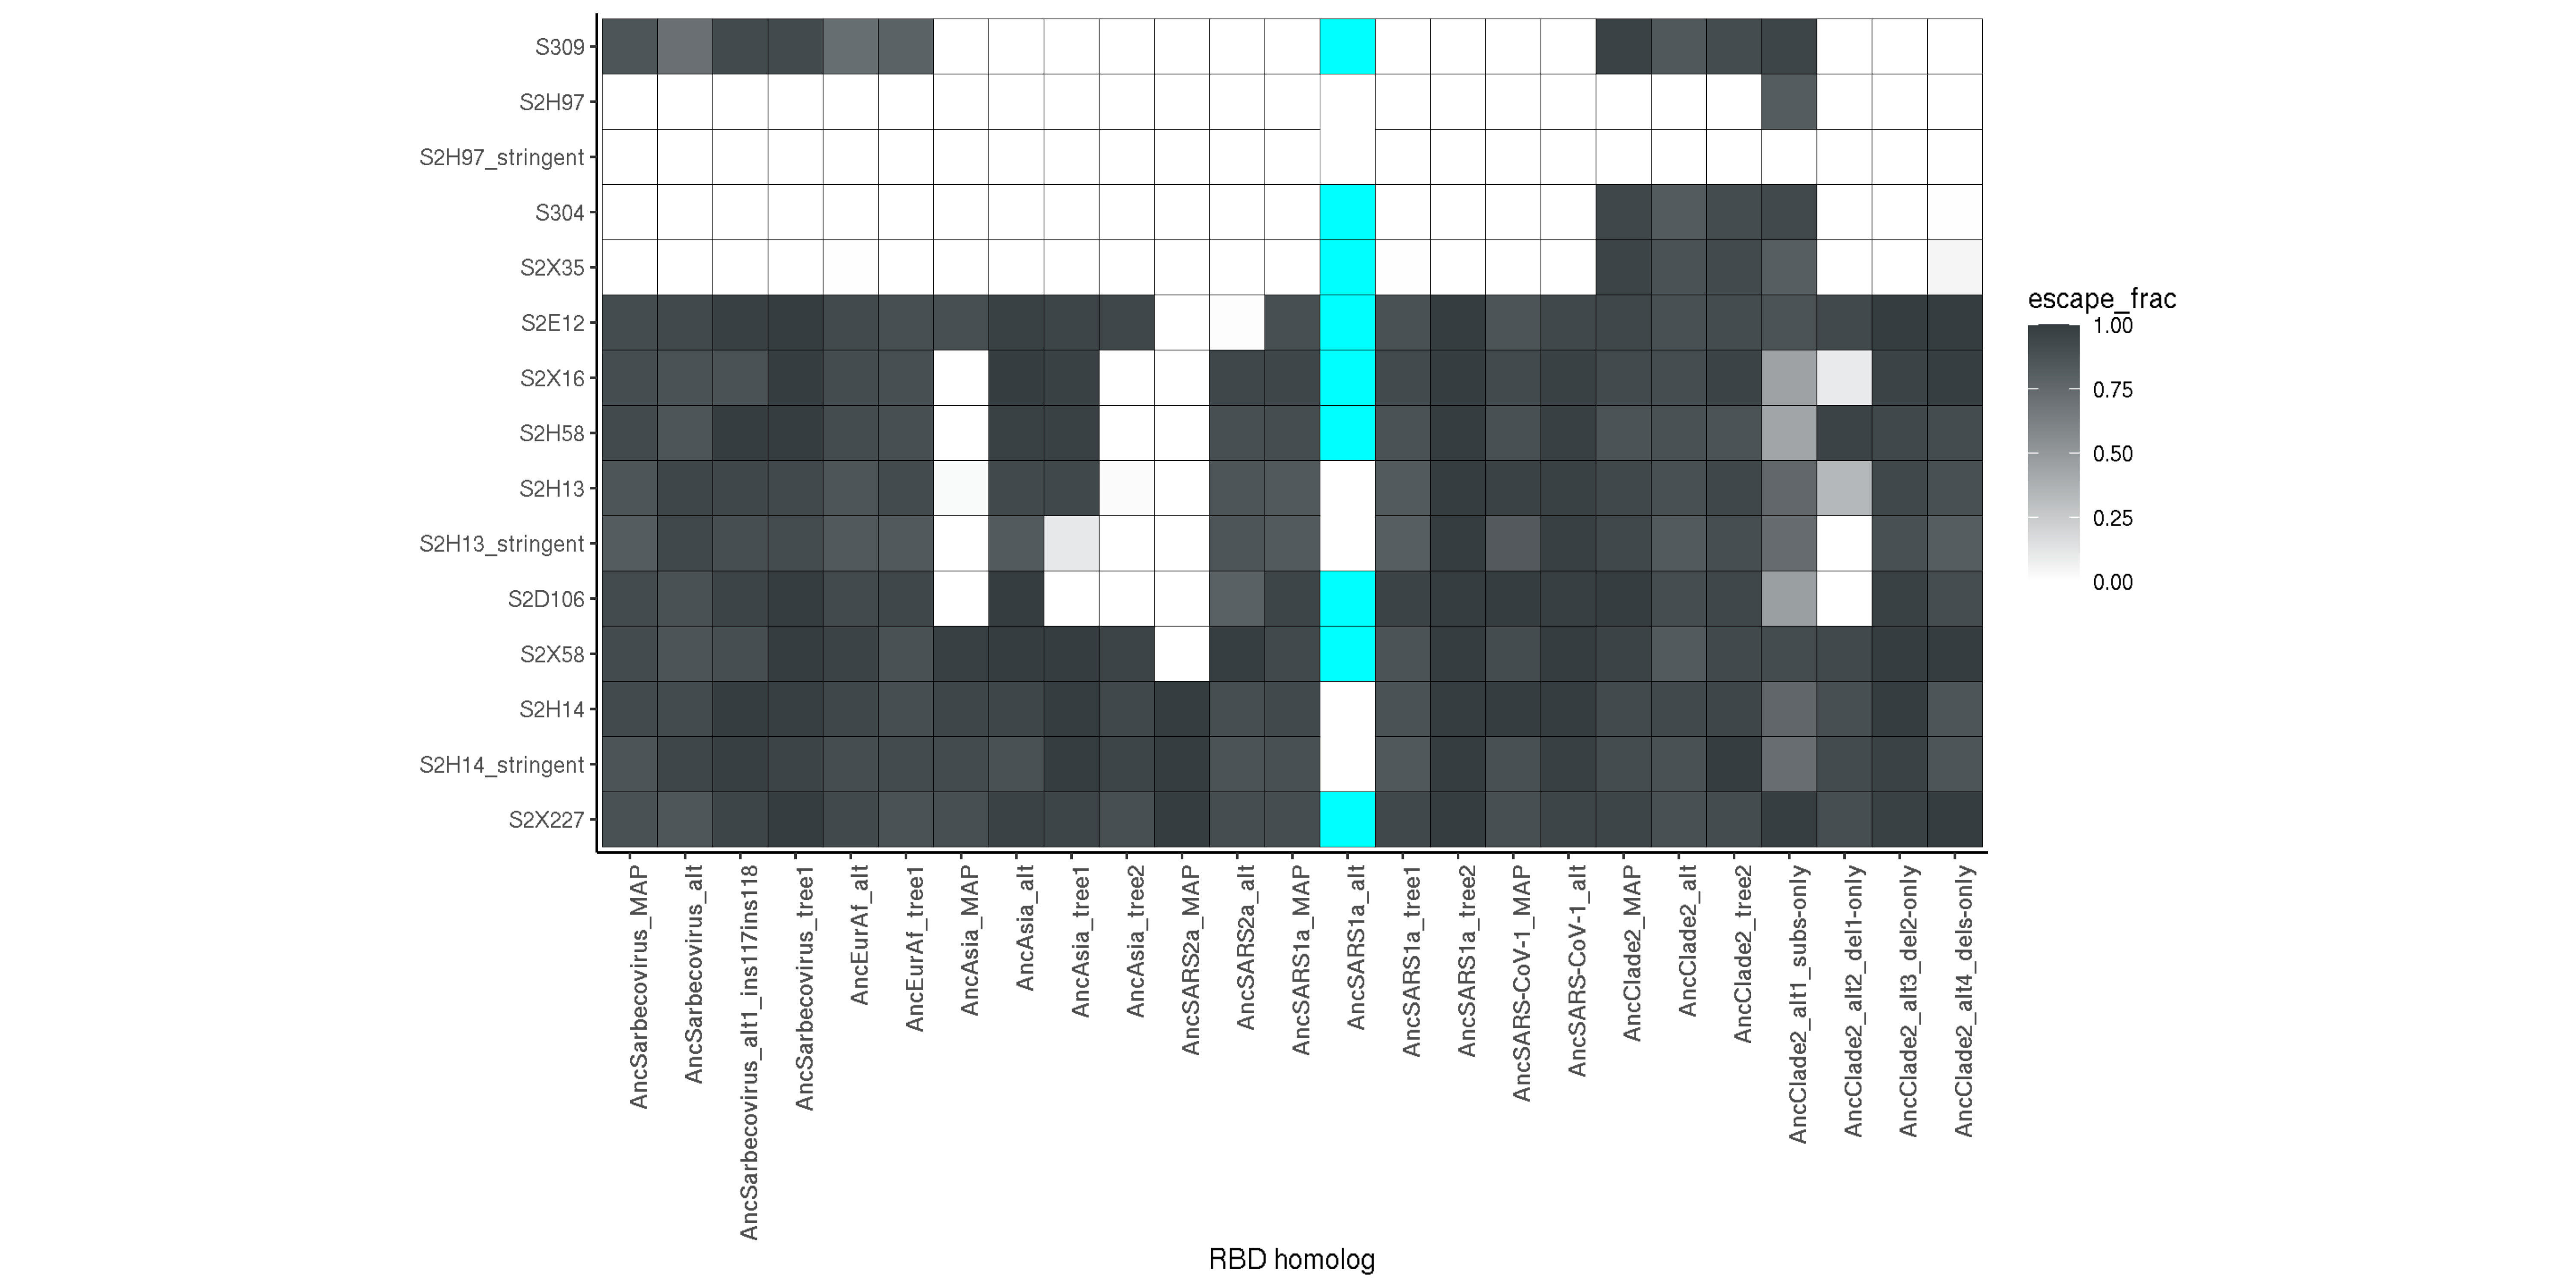 S309
S2H97
S2H97_stringent
S304
S2X35
S2E12
S2X16
S2H58
S2H13
S2H13_stringent
S2D106
S2X58
S2H14
S2H14_stringent
S2X227
AncSarbecovirus_MAP
AncSarbecovirus_alt
AncSarbecovirus_alt1_ins117ins118
AncSarbecovirus_tree1
AncEurAf_alt
AncEurAf_tree1
AncAsia_MAP
AncAsia_alt
AncAsia_tree1
AncAsia_tree2
AncSARS2a_MAP
AncSARS2a_alt
AncSARS1a_MAP
AncSARS1a_alt
AncSARS1a_tree1
AncSARS1a_tree2
AncSARS-CoV-1_MAP
AncSARS-CoV-1_alt
AncClade2_MAP
AncClade2_alt
AncClade2_tree2
AncClade2_alt1_subs-only
AncClade2_alt2_del1-only
AncClade2_alt3_del2-only
AncClade2_alt4_dels-only
RBD homolog
escape_frac
1.00
0.75
0.50
0.25
0.00